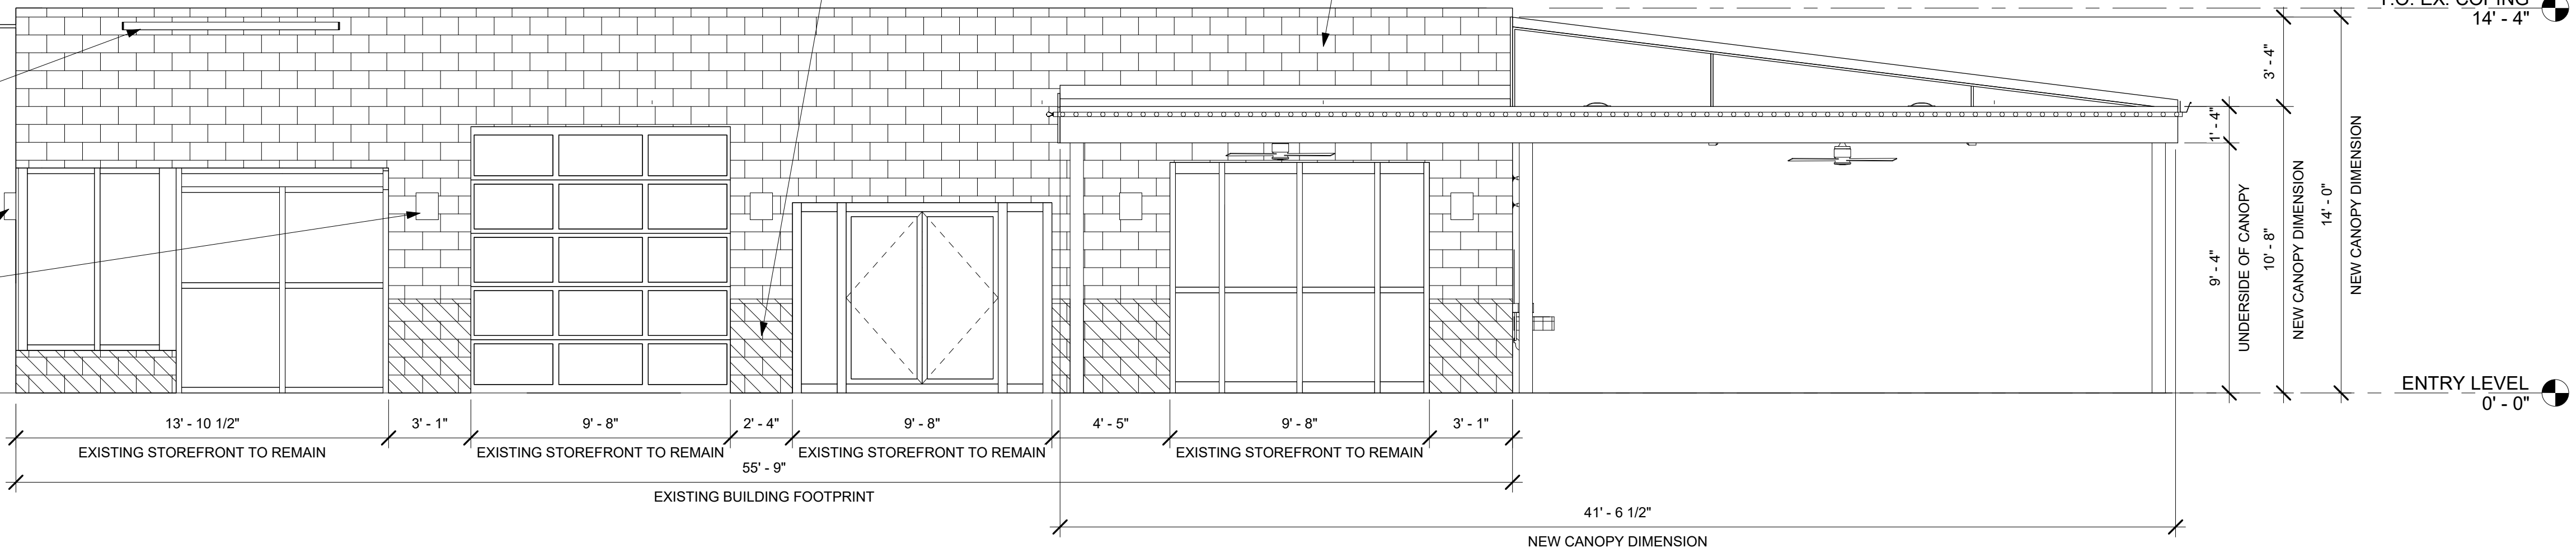 T.O. EX. COPING
14' - 4"
3' - 4"
1' - 4"
9' - 4"
UNDERSIDE OF CANOPY
10' - 8"
NEW CANOPY DIMENSION
14' - 0"
NEW CANOPY DIMENSION
ENTRY LEVEL
0' - 0"
13' - 10 1/2"
3' - 1"
9' - 8"
2' - 4"
9' - 8"
4' - 5"
9' - 8"
3' - 1"
EXISTING STOREFRONT TO REMAIN
EXISTING STOREFRONT TO REMAIN
EXISTING STOREFRONT TO REMAIN
EXISTING STOREFRONT TO REMAIN
55' - 9"
EXISTING BUILDING FOOTPRINT
41' - 6 1/2"
NEW CANOPY DIMENSION